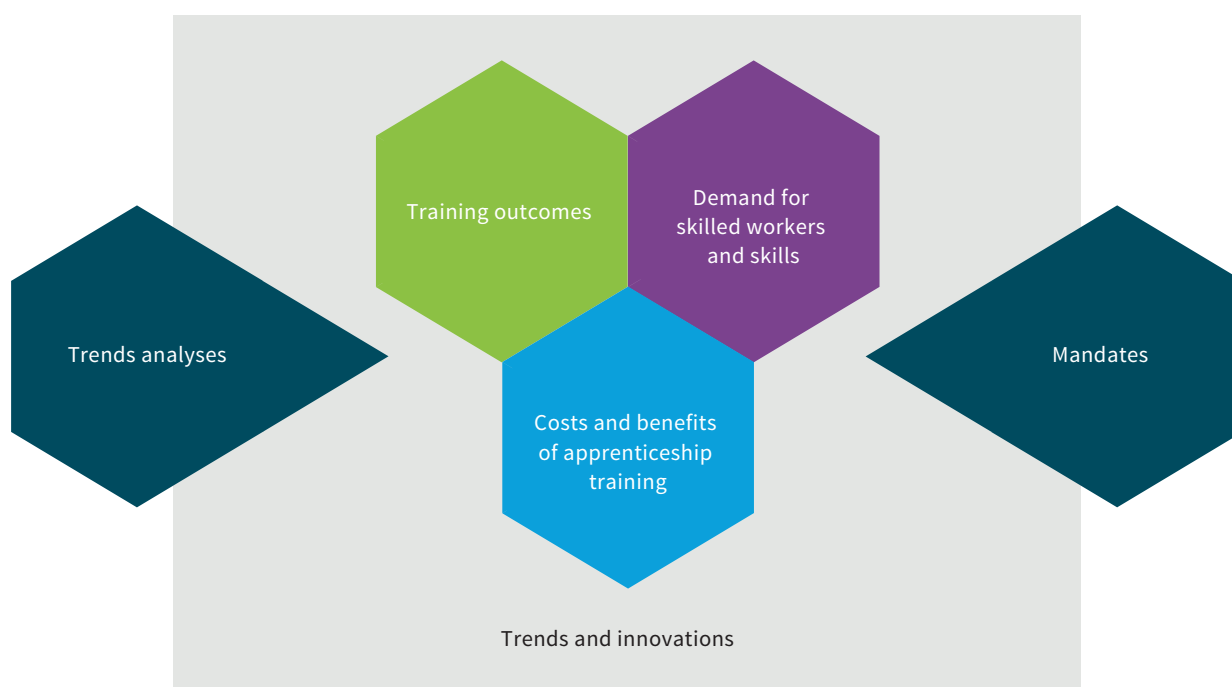 Training outcomes
Demand for
skilled workers
and skills
Trends analyses
Mandates
Costs and benefits
of apprenticeship
training
Trends and innovations